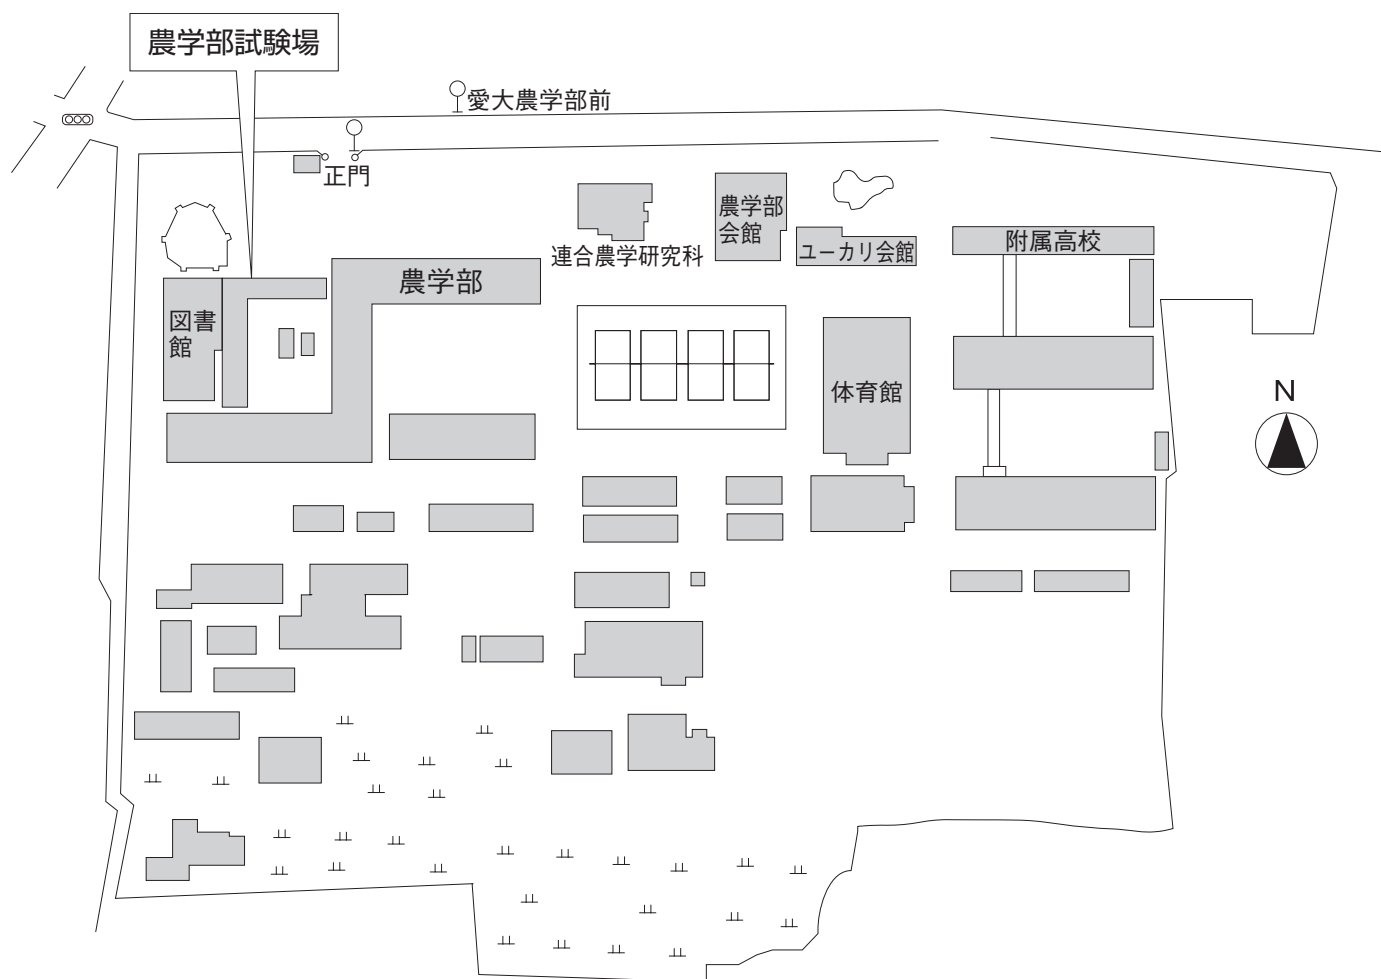 農学部試験場
愛大農学部前
正門
農学部
会館
連合農学研究科
ユーカリ会館
附属高校
農学部
図書
館
体育館
N